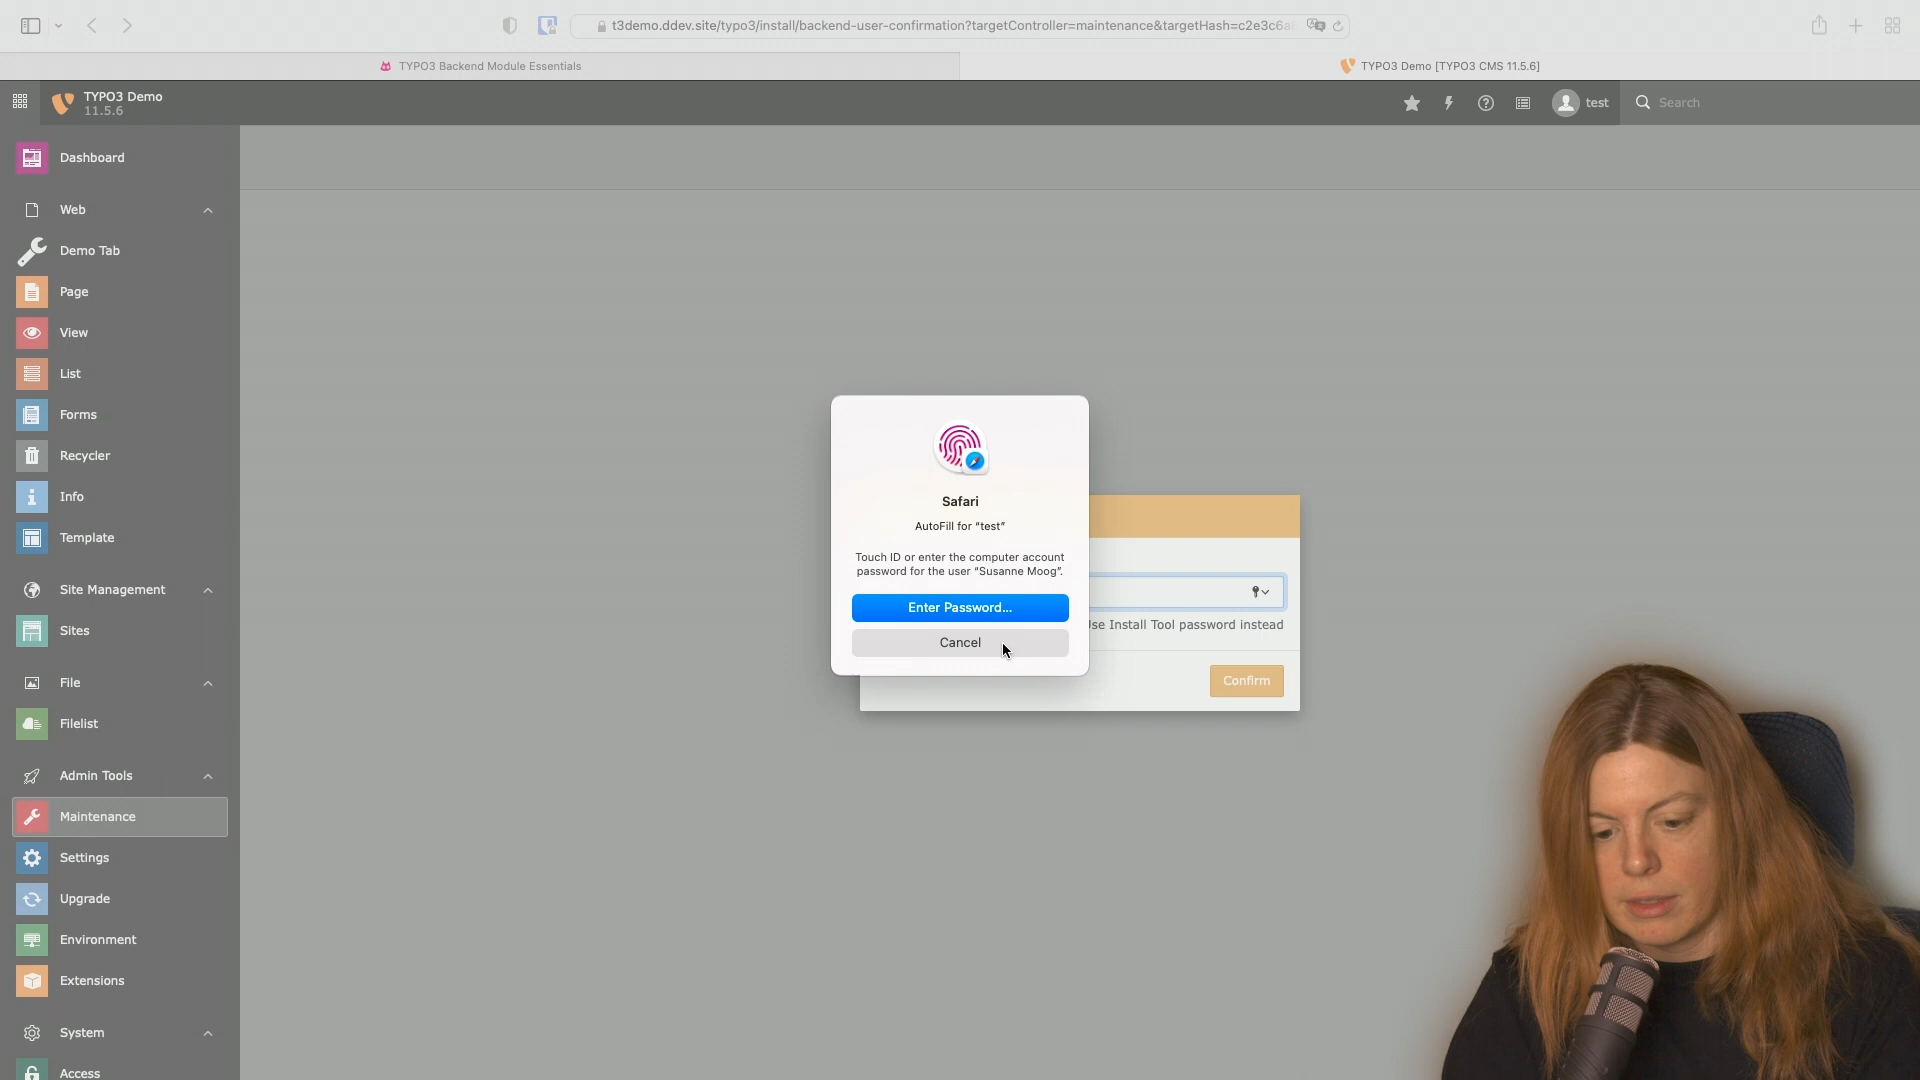 t3demo.ddev.site/typo3/install/backend-user-confirmation?targetController=maintenance&targetHash=c2e3c6a
TYPO3 Backend Module Essentials
TYPO3 Demo [TYPO3 CMS 11.5.6]
TYPO3 Demo
11.5.6
test
Search
Dashboard
Web
Demo Tab
Page
View
List
Forms
Recycler
Info
Template
Site Management
Sites
File
Filelist
Admin Tools
Maintenance
Settings
Upgrade
Environment
Extensions
System
Access
Safari
AutoFill for “test”
Touch ID or enter the computer account
password for the user “Susanne Moog”.
Enter Password...
Cancel
Use Install Tool password instead
Confirm